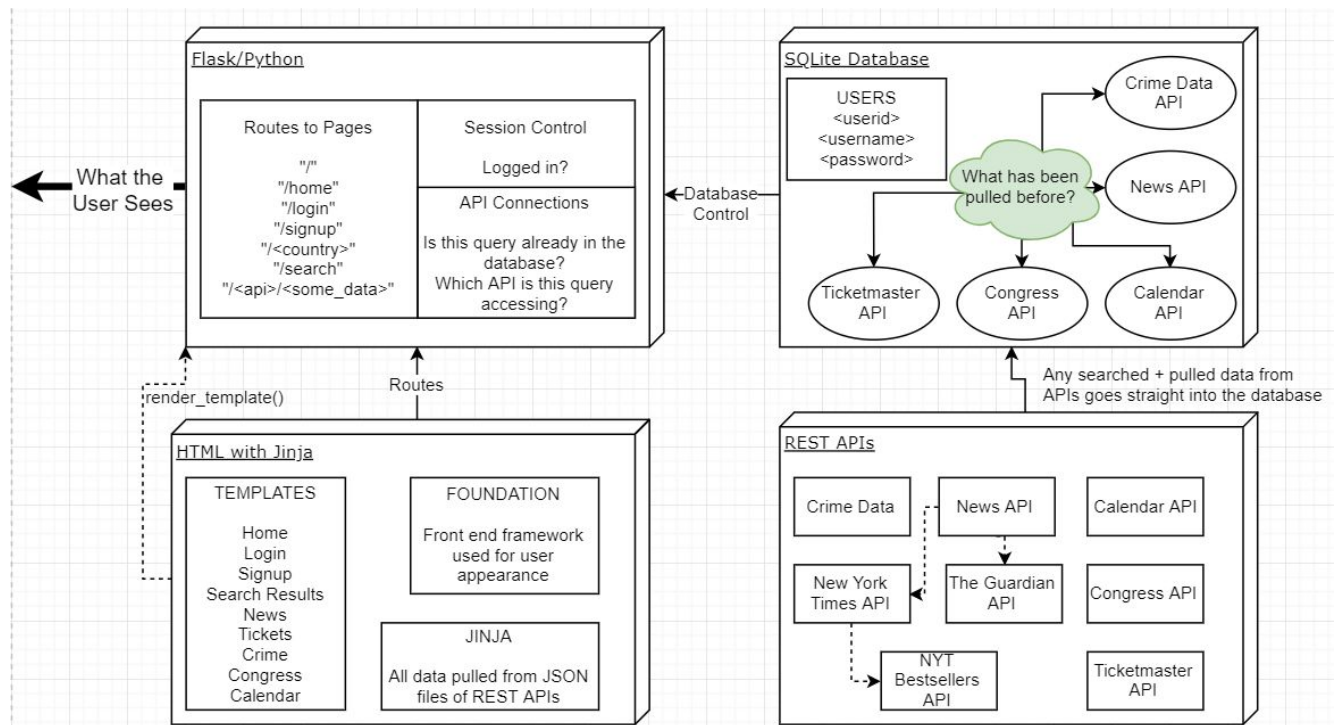 Flask/Python
Routes to Pages
"/"
"/home"
"/login"
"/signup"
"/<country>"
"/search"
"/<api>/<some_data>"
Session Control
Logged in?
API Connections
Is this query already in the
database?
Which API is this query
accessing?
What the
User Sees
Database
Control
SQLite Database
USERS
<userid>
<username>
<password>
What has been
pulled before?
Crime Data
API
News API
Ticketmaster
API
Congress
API
Calendar
API
render_template()
Routes
Any searched + pulled data from
APIs goes straight into the database
HTML with Jinja
TEMPLATES
Home
Login
Signup
Search Results
News
Tickets
Crime
Congress
Calendar
FOUNDATION
Front end framework
used for user
appearance
JINJA
All data pulled from JSON
files of REST APIs
REST APIs
Crime Data
News API
Calendar API
New York
Times API
The Guardian
API
Congress API
NYT
Bestsellers
API
Ticketmaster
API